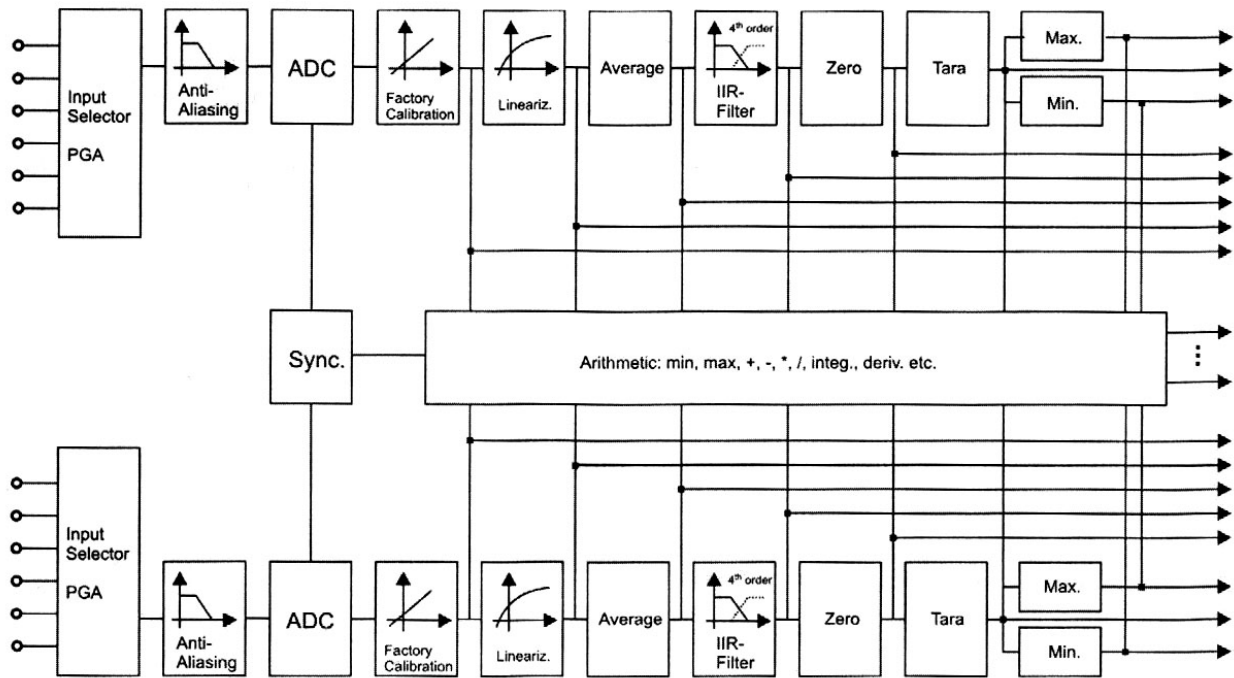 Input
Selector
PGA
Anti-
Aliasing
ADC
Factory
Calibration
Lineariz.
Average
4th order
IIR-
Filter
Zero
Tara
Max.
Min.
Sync.
Arithmetic: min, max, +, -, *, /, integ., deriv. etc.
Input
Selector
PGA
Anti-
Aliasing
ADC
Factory
Calibration
Lineariz.
Average
4th order
IIR-
Filter
Zero
Tara
Max.
Min.